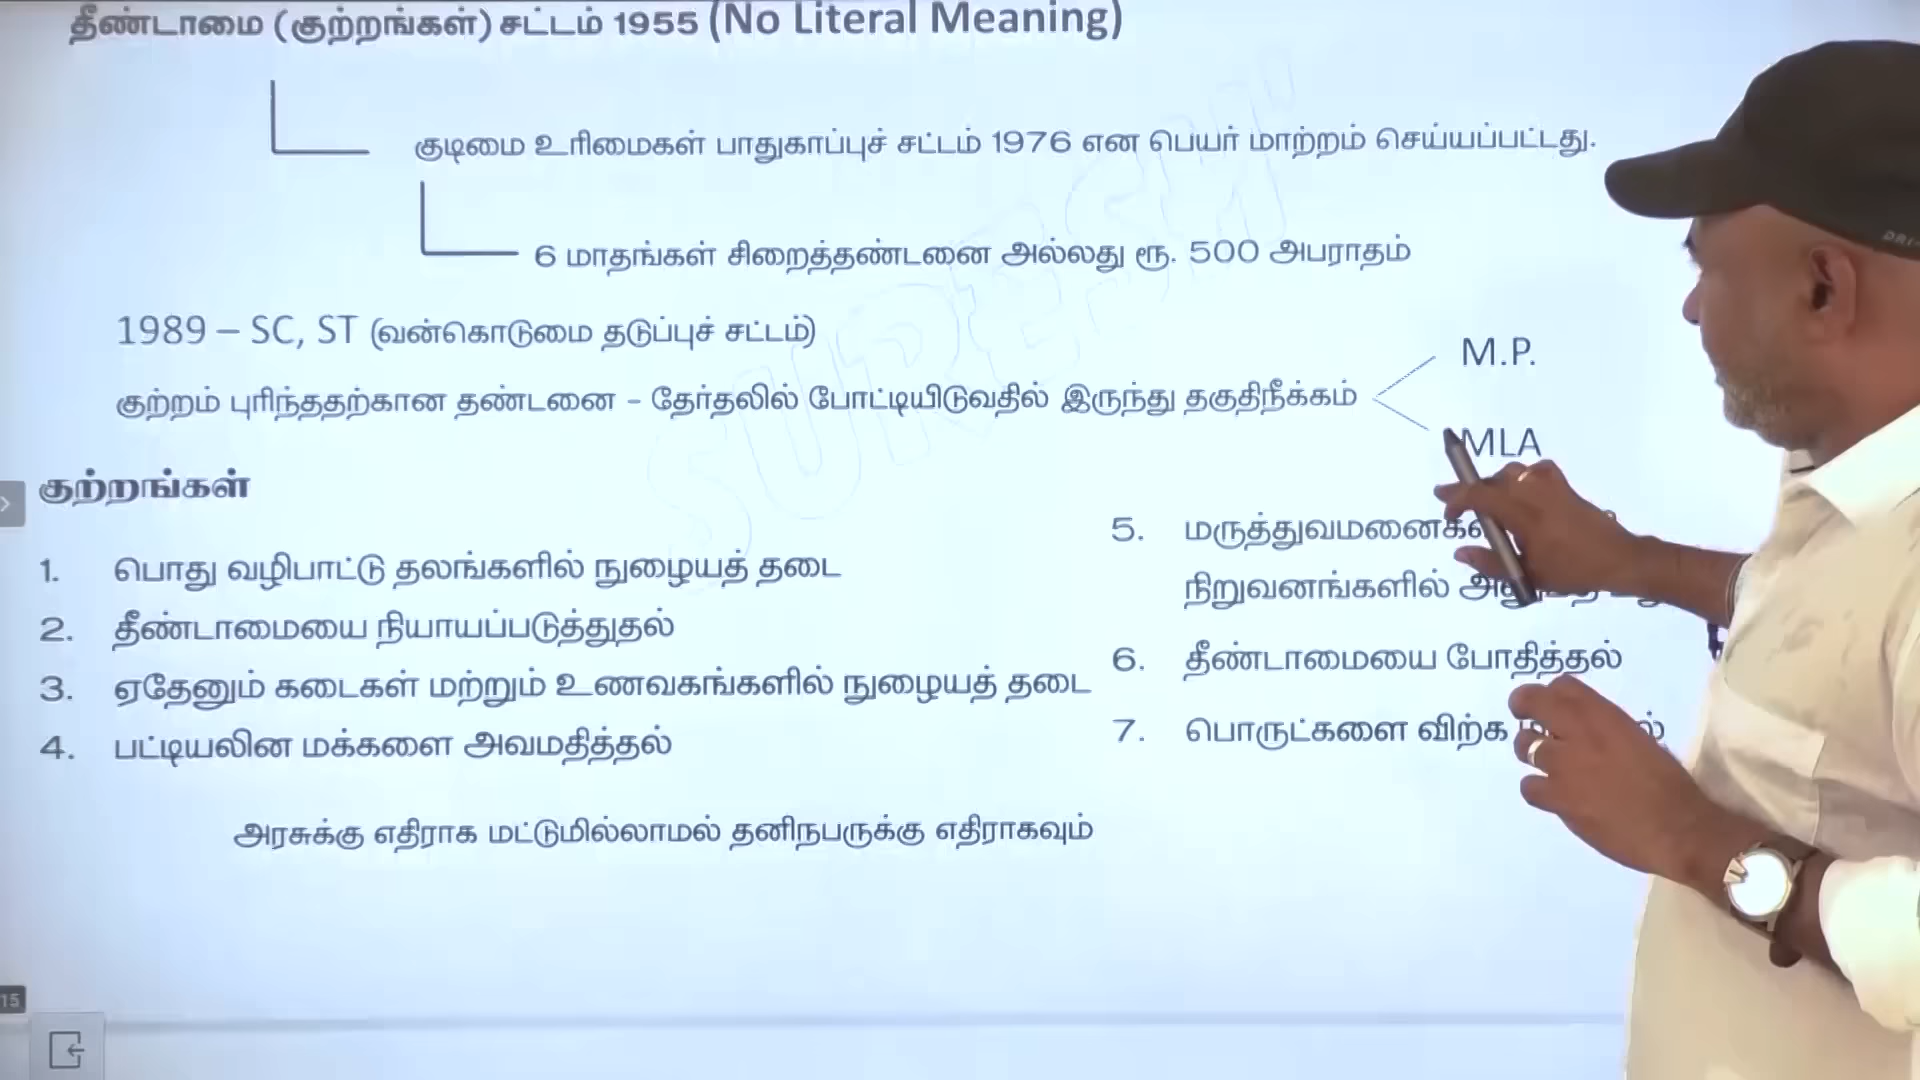 தீண்டாமை (குற்றங்கள்) சட்டம் 1955 (No Literal Meaning)
குடிமை உரிமைகள் பாதுகாப்புச் சட்டம் 1976 என பெயர் மாற்றம் செய்யப்பட்டது.
6 மாதங்கள் சிறைத்தண்டனை அல்லது ரூ. 500 அபராதம்
1989 – SC, ST (வன்கொடுமை தடுப்புச் சட்டம்)
M.P.
குற்றம் புரிந்ததற்கான தண்டனை - தேர்தலில் போட்டியிடுவதில் இருந்து தகுதிநீக்கம்
MLA
குற்றங்கள்
1. பொது வழிபாட்டு தலங்களில் நுழையத் தடை
2. தீண்டாமையை நியாயப்படுத்துதல்
3. ஏதேனும் கடைகள் மற்றும் உணவகங்களில் நுழையத் தடை
4. பட்டியலின மக்களை அவமதித்தல்
5.
நிறுவனங்களில்
6. தீண்டாமையை போதித்தல்
7. பொருட்களை விற்க
அரசுக்கு எதிராக மட்டுமில்லாமல் தனிநபருக்கு எதிராகவும்
SURESH'
15